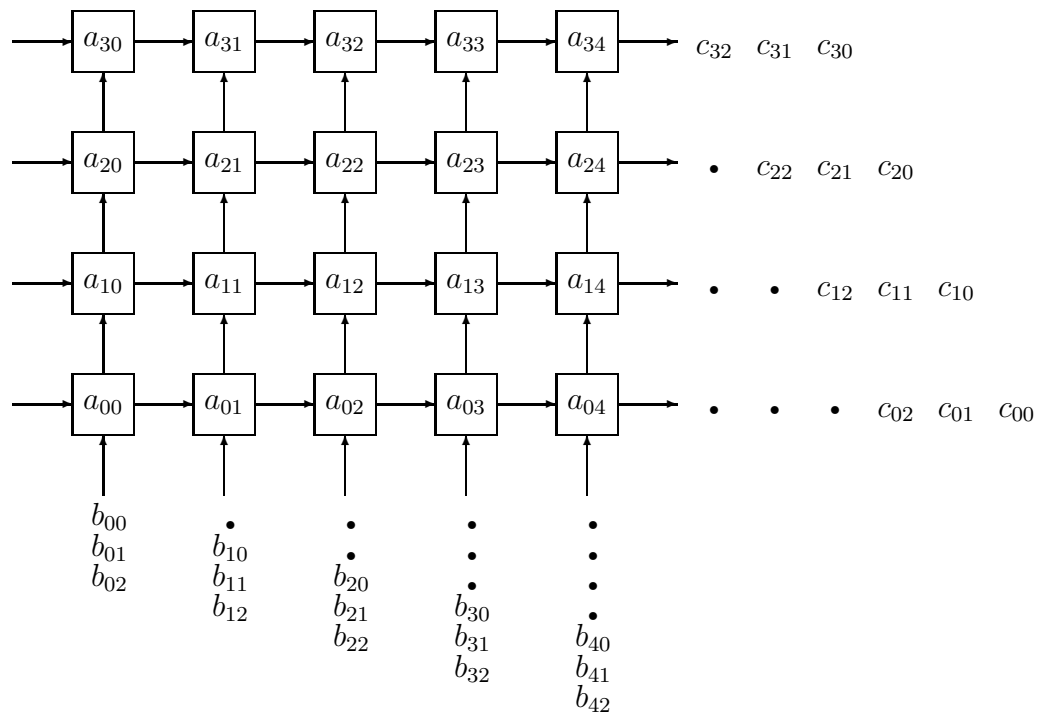 a30 a31 a32 a33 a34 c32 c31 c30
a20 a21 a22 a23 a24 • c22 c21 c20
a10 a11 a12 a13 a14 • • c12 c11 c10
a00 a01 a02 a03 a04 • • • c02 c01 c00
b00 • • • •
b01 b10 • • •
b02 b11 b20 • •
b12 b21 b30 •
b22 b31 b40
b32 b41
b42